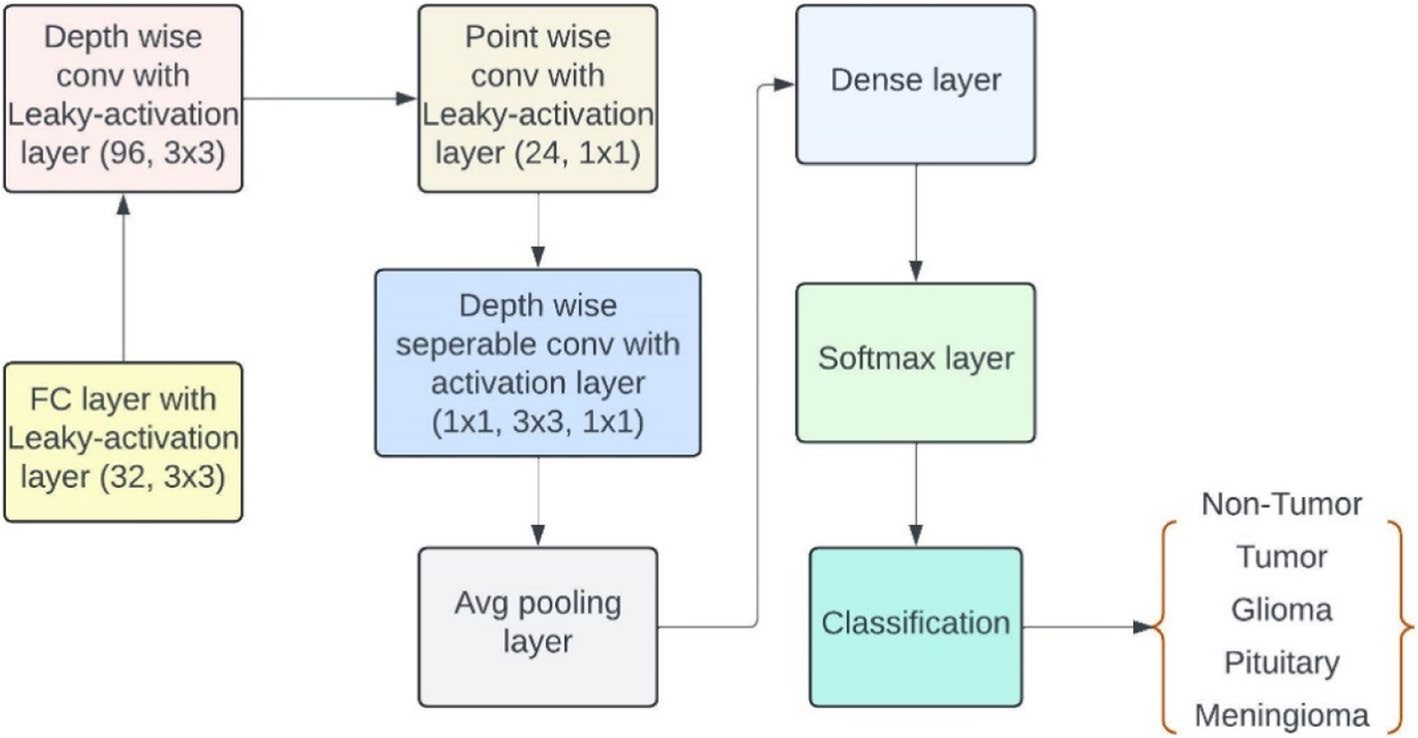 Depth wise
conv with
Leaky-activation
layer (96, 3x3)
Point wise
conv with
Leaky-activation
layer (24, 1x1)
Dense layer
FC layer with
Leaky-activation
layer (32, 3x3)
Depth wise
seperable conv with
activation layer
(1x1, 3x3, 1x1)
Softmax layer
Avg pooling
layer
Classification
Non-Tumor
Tumor
Glioma
Pituitary
Meningioma